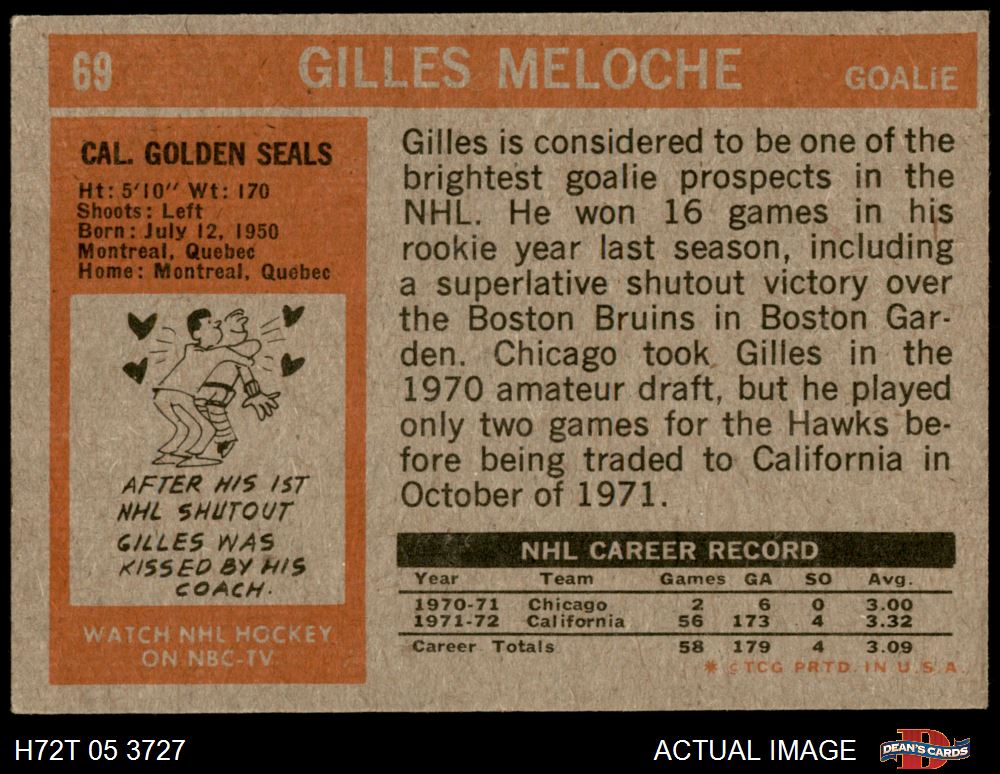 69 GILLES MELOCHE GOALIE
CAL. GOLDEN SEALS
Ht: 5'10" Wt: 170
Shoots: Left
Born: July 12, 1950
Montreal, Quebec
Home: Montreal, Quebec
AFTER HIS 1ST
NHL SHUTOUT
GILLES WAS
KISSED BY HIS
COACH.
WATCH NHL HOCKEY
ON NBC-TV
Gilles is considered to be one of the
brightest goalie prospects in the
NHL. He won 16 games in his
rookie year last season, including
a superlative shutout victory over
the Boston Bruins in Boston Gar-
den. Chicago took Gilles in the
1970 amateur draft, but he played
only two games for the Hawks be-
fore being traded to California in
October of 1971.
NHL CAREER RECORD
Year Team Games GA SO Avg.
1970-71 Chicago 2 6 0 3.00
1971-72 California 56 173 4 3.32
Career Totals 58 179 4 3.09
* © TCG PRTD. IN U.S.A.
H72T 05 3727 ACTUAL IMAGE DEAN'S CARDS